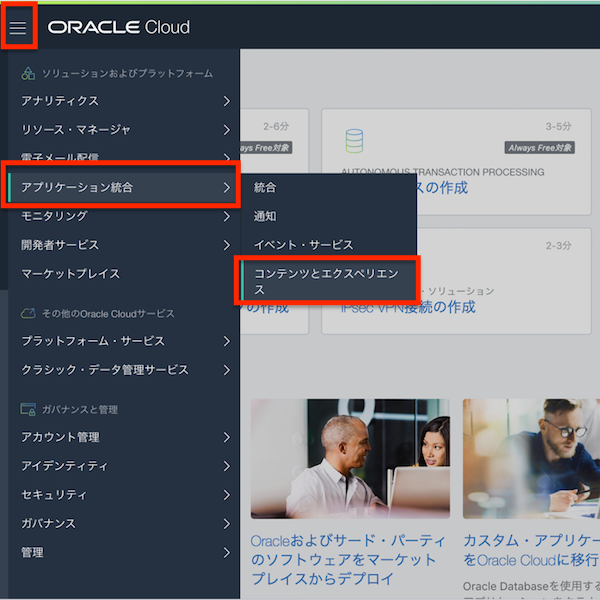 ORACLE Cloud
ソリューションおよびプラットフォーム
アナリティクス
リソース・マネージャ
電子メール配信
アプリケーション統合
モニタリング
開発者サービス
マーケットプレイス
その他のOracle Cloudサービス
プラットフォーム・サービス
クラシック・データ管理サービス
ガバナンスと管理
アカウント管理
アイデンティティ
セキュリティ
ガバナンス
管理
統合
通知
イベント・サービス
コンテンツとエクスペリエン
ス
2-6分
ways Free対象
3-5分
Always Free対象
AUTONOMOUS TRANSACTION PROCESSING
スの作成
2-3分
・ソリューション
の作成
IPsec VPN接続の作成
Oracleおよびサード・パーティ
のソフトウェアをマーケット
プレイスからデプロイ
カスタム・アプリケー
をOracle Cloudに移行
Oracle Databaseを使用する